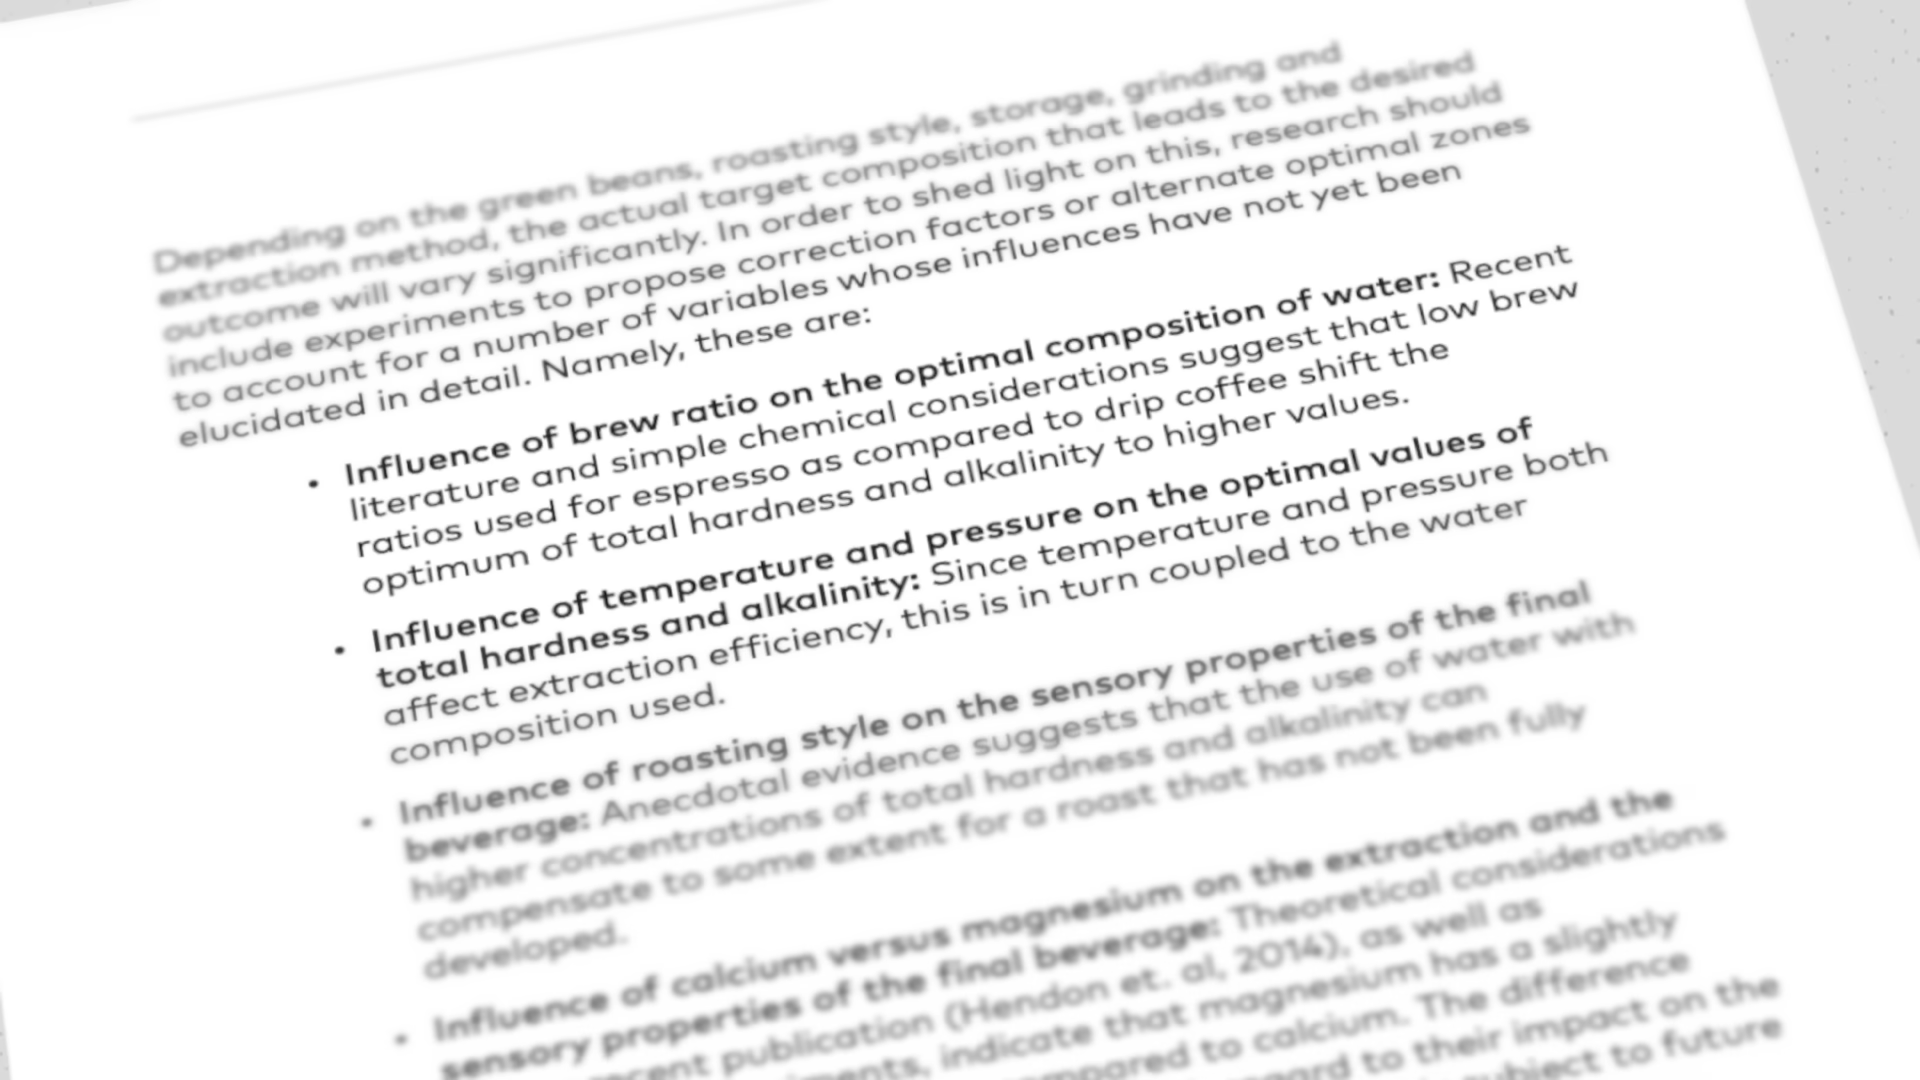 Depending on the green beans, roasting style, storage, grinding and
extraction method, the actual target composition that leads to the desired
outcome will vary significantly. In order to shed light on this, research should
include experiments to propose correction factors or alternate optimal zones
to account for a number of variables whose influences have not yet been
elucidated in detail. Namely, these are:
• Influence of brew ratio on the optimal composition of water: Recent
literature and simple chemical considerations suggest that low brew
ratios used for espresso as compared to drip coffee shift the
optimum of total hardness and alkalinity to higher values.
• Influence of temperature and pressure on the optimal values of
total hardness and alkalinity: Since temperature and pressure both
affect extraction efficiency, this is in turn coupled to the water
composition used.
• Influence of roasting style on the sensory properties of the final
beverage: Anecdotal evidence suggests that the use of water with
higher concentrations of total hardness and alkalinity can
compensate to some extent for a roast that has not been fully
developed.
• Influence of calcium versus magnesium on the extraction and the
sensory properties of the final beverage: Theoretical considerations
publication (Hendon et. al, 2014), as well as
indicate that magnesium has a slightly
to calcium. The difference
to their impact on the
subject to future